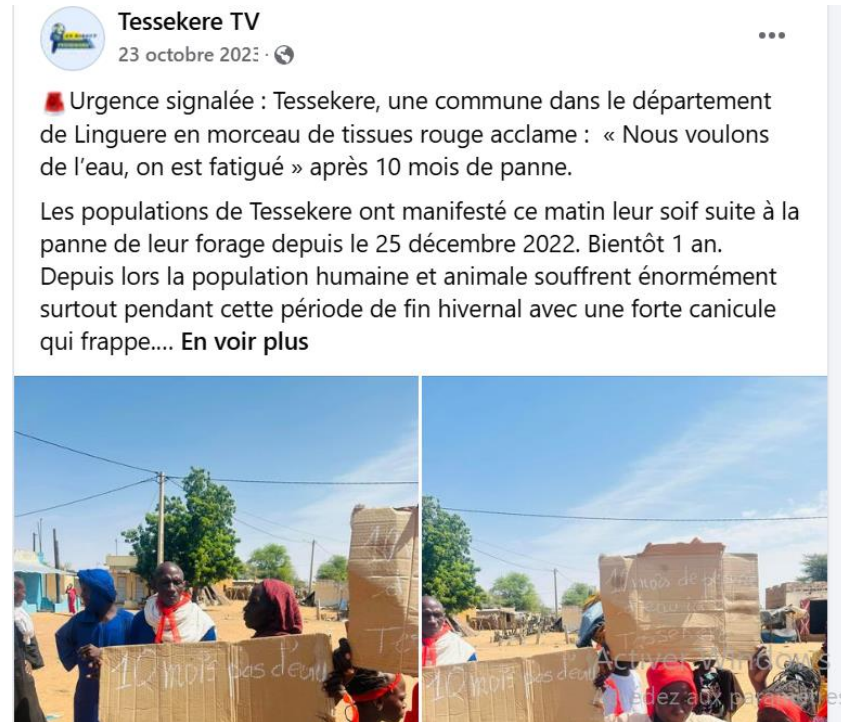 Tessekere TV
23 octobre 2023 ·
Urgence signalée : Tessekere, une commune dans le département
de Linguere en morceau de tissues rouge acclame : « Nous voulons
de l'eau, on est fatigué » après 10 mois de panne.
Les populations de Tessekere ont manifesté ce matin leur soif suite à la
panne de leur forage depuis le 25 décembre 2022. Bientôt 1 an.
Depuis lors la population humaine et animale souffrent énormément
surtout pendant cette période de fin hivernal avec une forte canicule
qui frappe.... En voir plus
10 mois pas d'eau
10 mois pas d'eau
mois de
Activer Windows
aux paramètres